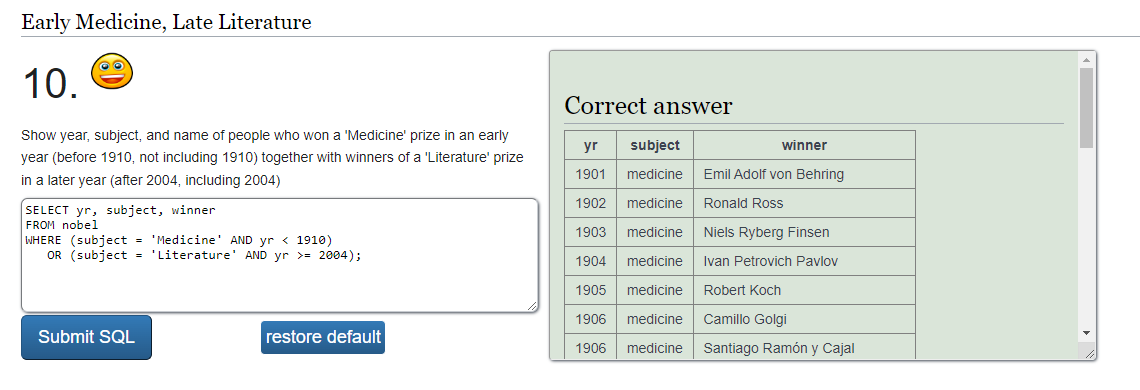 Early Medicine, Late Literature
10.
Show year, subject, and name of people who won a 'Medicine' prize in an early
year (before 1910, not including 1910) together with winners of a 'Literature' prize
in a later year (after 2004, including 2004)
SELECT yr, subject, winner
FROM nobel
WHERE (subject = 'Medicine' AND yr < 1910)
OR (subject = 'Literature' AND yr >= 2004);
Submit SQL
restore default
Correct answer
yr subject winner
1901 medicine Emil Adolf von Behring
1902 medicine Ronald Ross
1903 medicine Niels Ryberg Finsen
1904 medicine Ivan Petrovich Pavlov
1905 medicine Robert Koch
1906 medicine Camillo Golgi
1906 medicine Santiago Ramón y Cajal